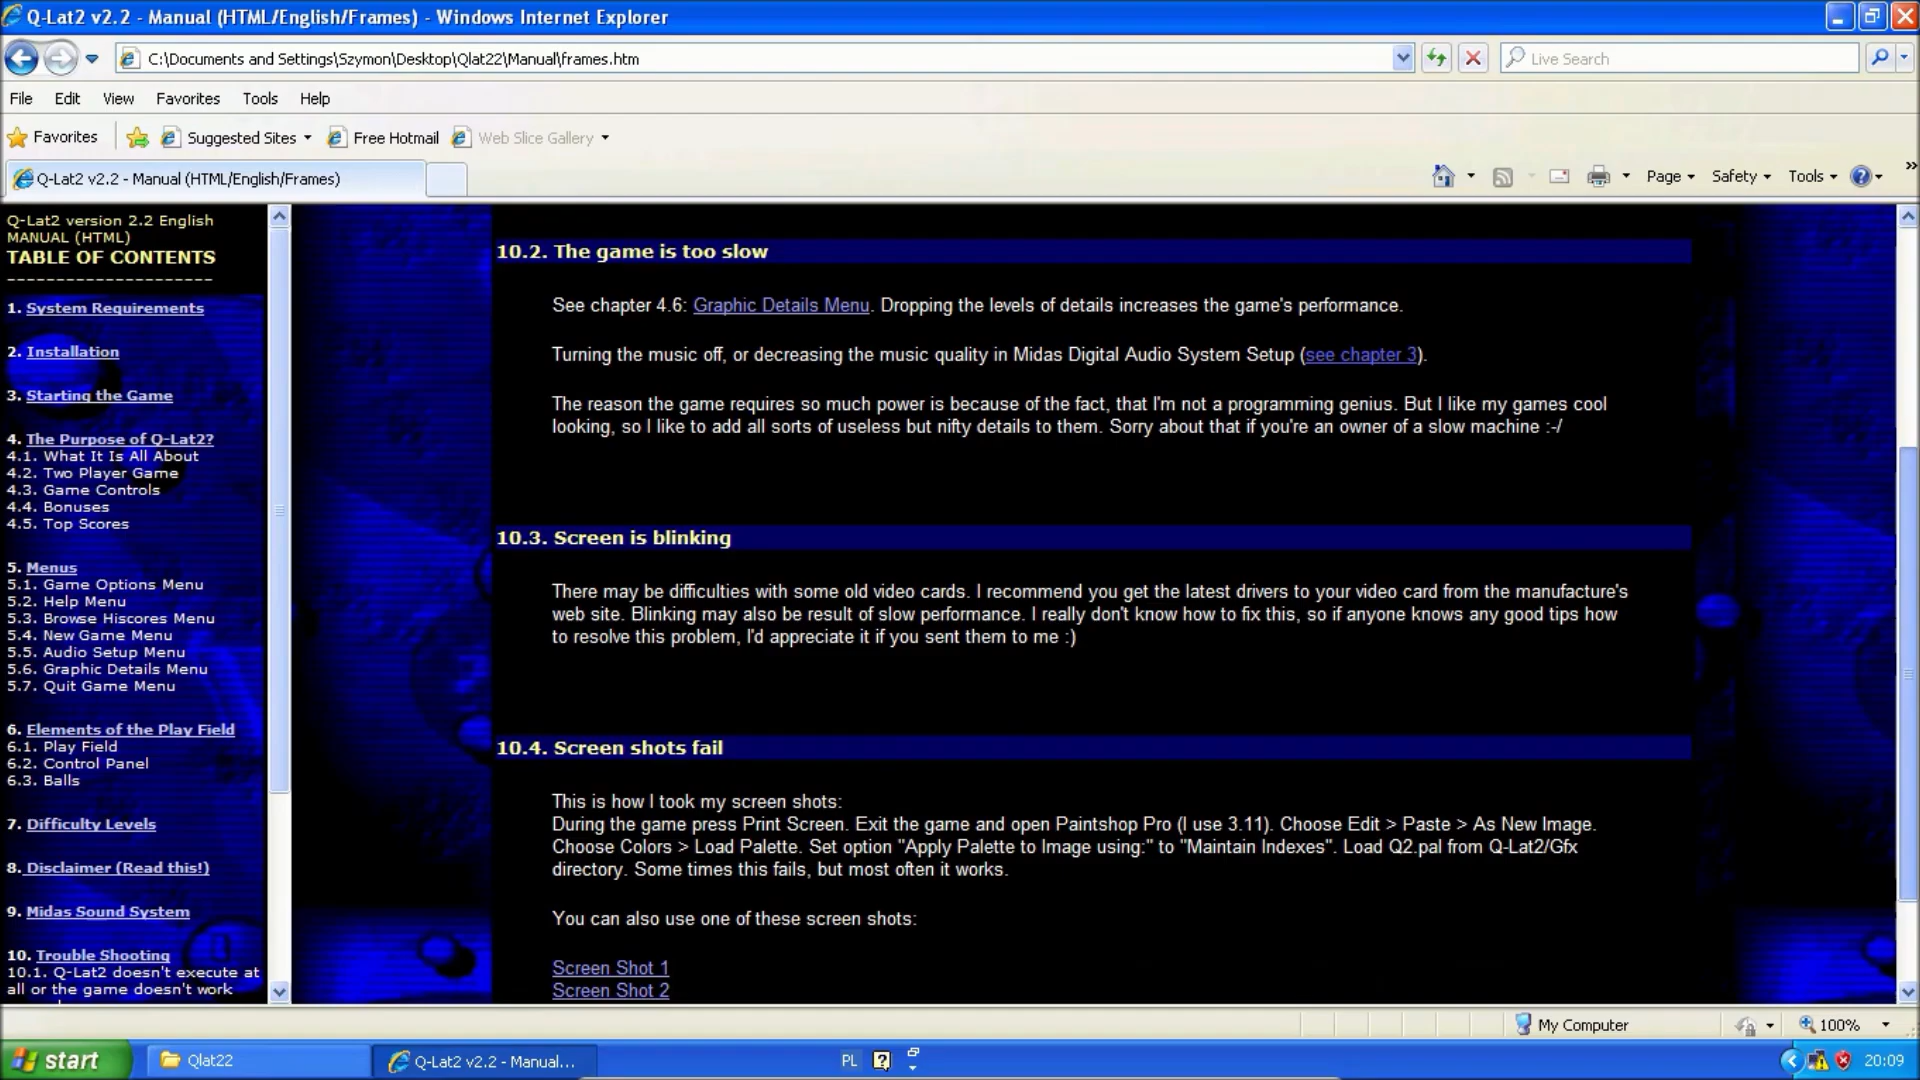 Q-Lat2 v2.2 - Manual (HTML/English/Frames) - Windows Internet Explorer
C:\Documents and Settings\Szymon\Desktop\Qlat22\Manual\frames.htm
Live Search
File Edit View Favorites Tools Help
Favorites Suggested Sites Free Hotmail Web Slice Gallery
Q-Lat2 v2.2 - Manual (HTML/English/Frames)
Page Safety Tools
Q-Lat2 version 2.2 English
MANUAL (HTML)
TABLE OF CONTENTS
---------------------
1. System Requirements
2. Installation
3. Starting the Game
4. The Purpose of Q-Lat2?
4.1. What It Is All About
4.2. Two Player Game
4.3. Game Controls
4.4. Bonuses
4.5. Top Scores
5. Menus
5.1. Game Options Menu
5.2. Help Menu
5.3. Browse Hiscores Menu
5.4. New Game Menu
5.5. Audio Setup Menu
5.6. Graphic Details Menu
5.7. Quit Game Menu
6. Elements of the Play Field
6.1. Play Field
6.2. Control Panel
6.3. Balls
7. Difficulty Levels
8. Disclaimer (Read this!)
9. Midas Sound System
10. Trouble Shooting
10.1. Q-Lat2 doesn't execute at
all or the game doesn't work
10.2. The game is too slow
See chapter 4.6: Graphic Details Menu. Dropping the levels of details increases the game's performance.
Turning the music off, or decreasing the music quality in Midas Digital Audio System Setup (see chapter 3).
The reason the game requires so much power is because of the fact, that I'm not a programming genius. But I like my games cool
looking, so I like to add all sorts of useless but nifty details to them. Sorry about that if you're an owner of a slow machine :-/
10.3. Screen is blinking
There may be difficulties with some old video cards. I recommend you get the latest drivers to your video card from the manufacture's
web site. Blinking may also be result of slow performance. I really don't know how to fix this, so if anyone knows any good tips how
to resolve this problem, I'd appreciate it if you sent them to me :)
10.4. Screen shots fail
This is how I took my screen shots:
During the game press Print Screen. Exit the game and open Paintshop Pro (I use 3.11). Choose Edit > Paste > As New Image.
Choose Colors > Load Palette. Set option "Apply Palette to Image using:" to "Maintain Indexes". Load Q2.pal from Q-Lat2/Gfx
directory. Some times this fails, but most often it works.
You can also use one of these screen shots:
Screen Shot 1
Screen Shot 2
My Computer 100%
start Qlat22 Q-Lat2 v2.2 - Manual... PL 20:09